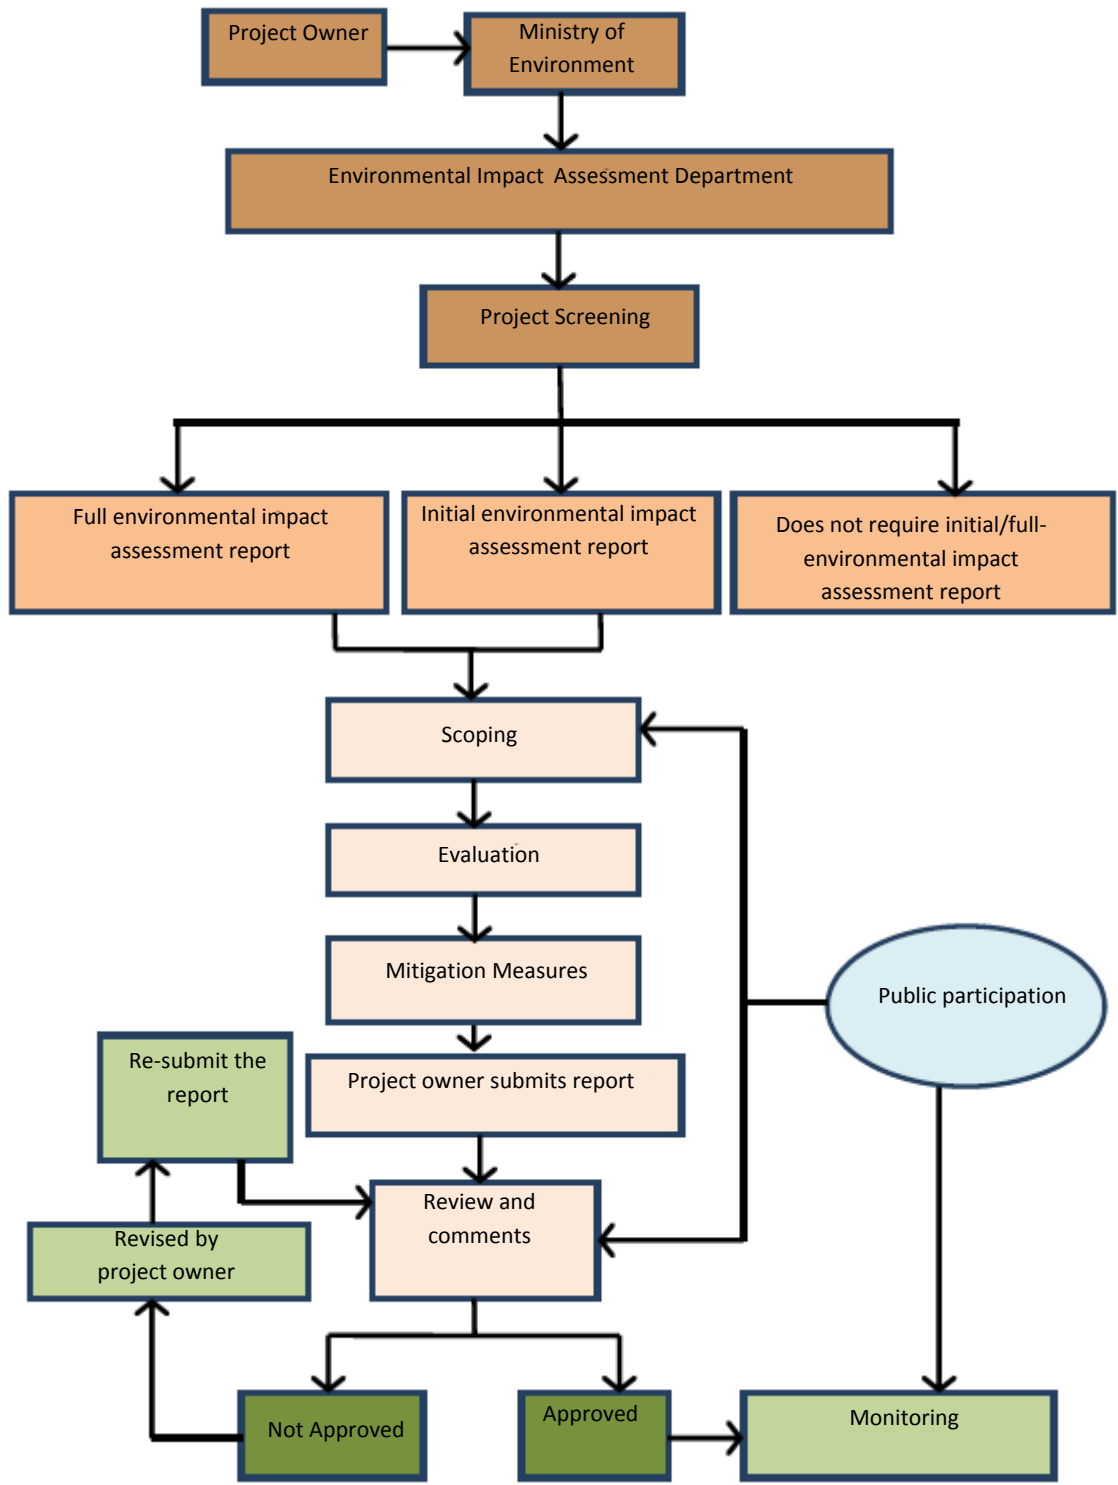 Project Owner
Ministry of
Environment
Environmental Impact Assessment Department
Project Screening
Full environmental impact
assessment report
Initial environmental impact
assessment report
Does not require initial/full-
environmental impact
assessment report
Scoping
Evaluation
Mitigation Measures
Public participation
Re-submit the
report
Project owner submits report
Review and
comments
Revised by
project owner
Not Approved
Approved
Monitoring